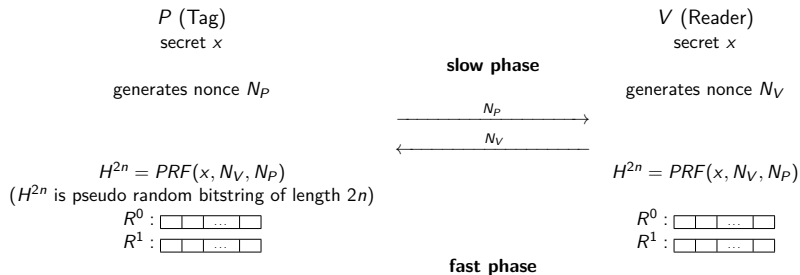 P (Tag)
V (Reader)
secret x
secret x
slow phase
generates nonce N_P
generates nonce N_V
N_P
N_V
H^{2n} = PRF(x, N_V, N_P)
H^{2n} = PRF(x, N_V, N_P)
(H^{2n} is pseudo random bitstring of length 2n)
R^0 : ...
R^0 : ...
R^1 : ...
R^1 : ...
fast phase